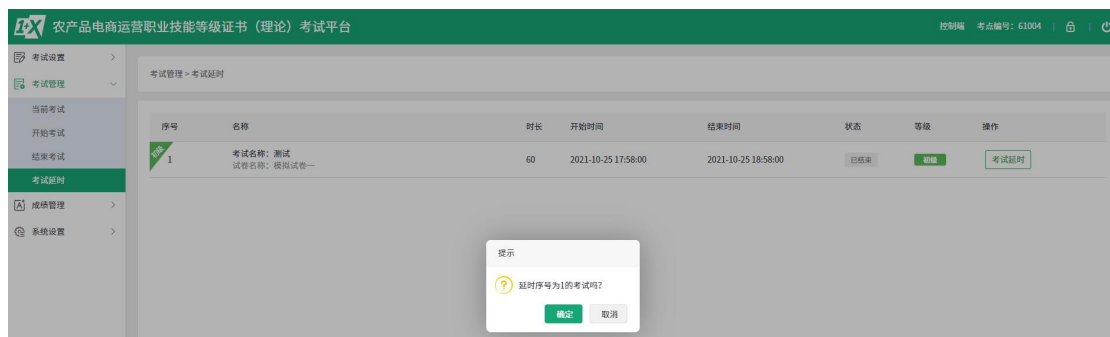 1+X 农产品电商运营职业技能等级证书（理论）考试平台
控制端 考点编号：61004
考试设置
考试管理
当前考试
开始考试
结束考试
考试延时
成绩管理
系统设置
考试管理 > 考试延时
序号 名称 时长 开始时间 结束时间 状态 等级 操作
初级 1 考试名称：测试 60 2021-10-25 17:58:00 2021-10-25 18:58:00 已结束 初级 考试延时
试卷名称：模拟试卷一
提示
延时序号为1的考试吗？
确定 取消